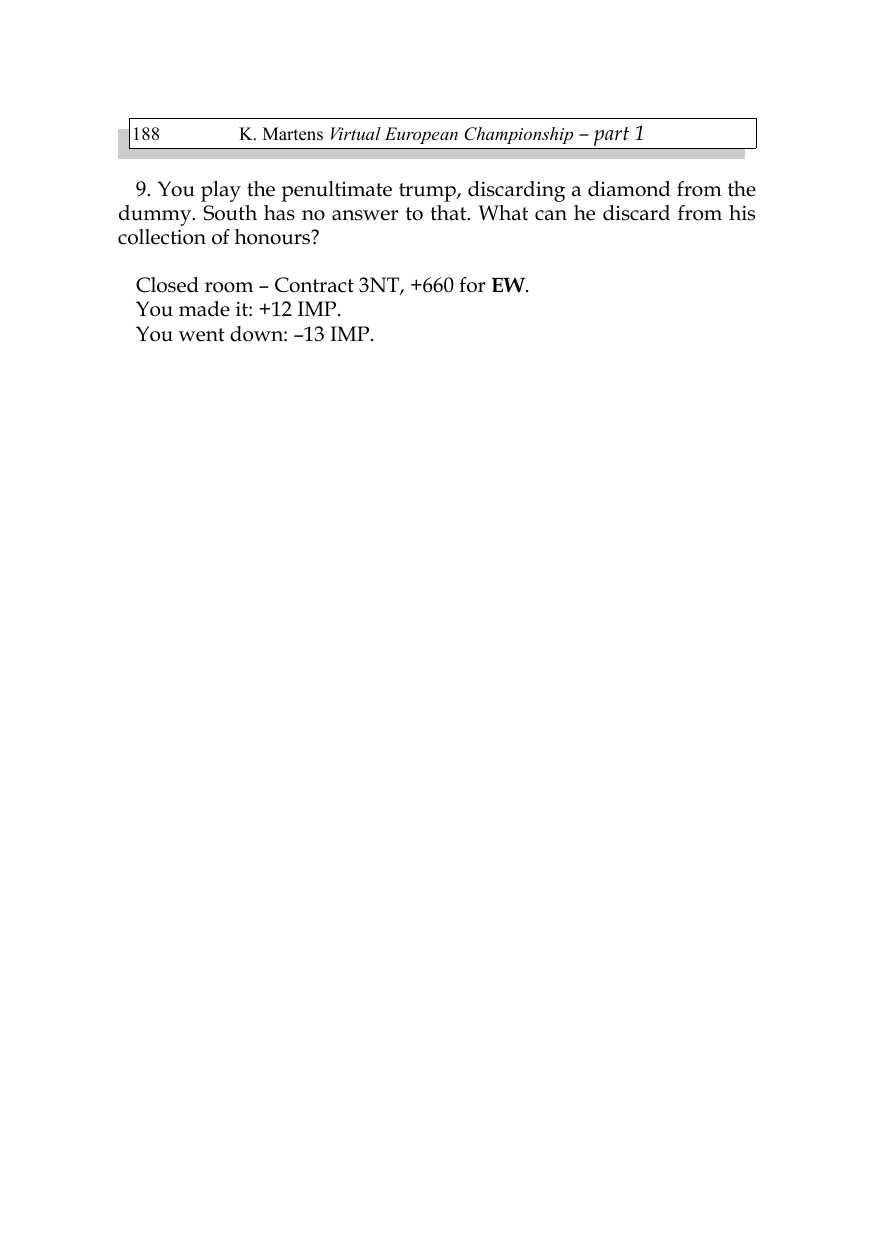 188 K. Martens Virtual European Championship – part 1
9. You play the penultimate trump, discarding a diamond from the
dummy. South has no answer to that. What can he discard from his
collection of honours?
Closed room – Contract 3NT, +660 for EW.
You made it: +12 IMP.
You went down: –13 IMP.